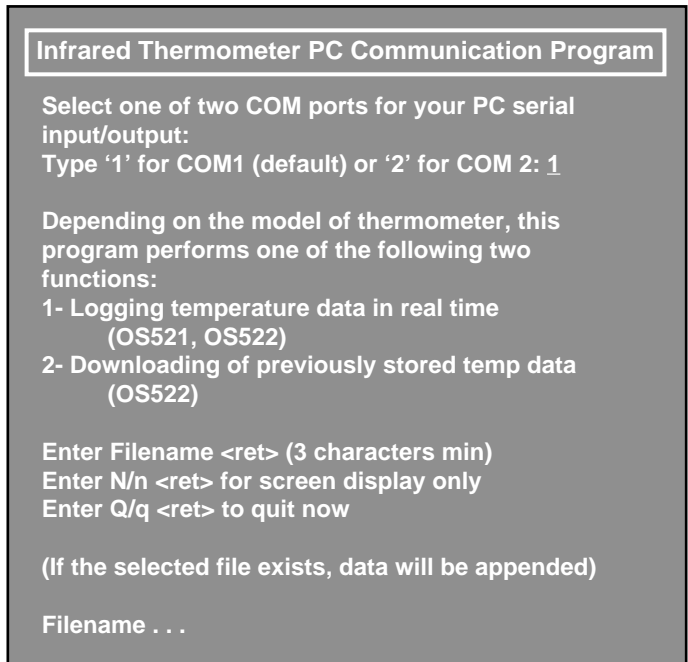 Infrared Thermometer PC Communication Program
Select one of two COM ports for your PC serial
input/output:
Type ‘1’ for COM1 (default) or ‘2’ for COM 2: 1
Depending on the model of thermometer, this
program performs one of the following two
functions:
1- Logging temperature data in real time
(OS521, OS522)
2- Downloading of previously stored temp data
(OS522)
Enter Filename <ret> (3 characters min)
Enter N/n <ret> for screen display only
Enter Q/q <ret> to quit now
(If the selected file exists, data will be appended)
Filename . . .